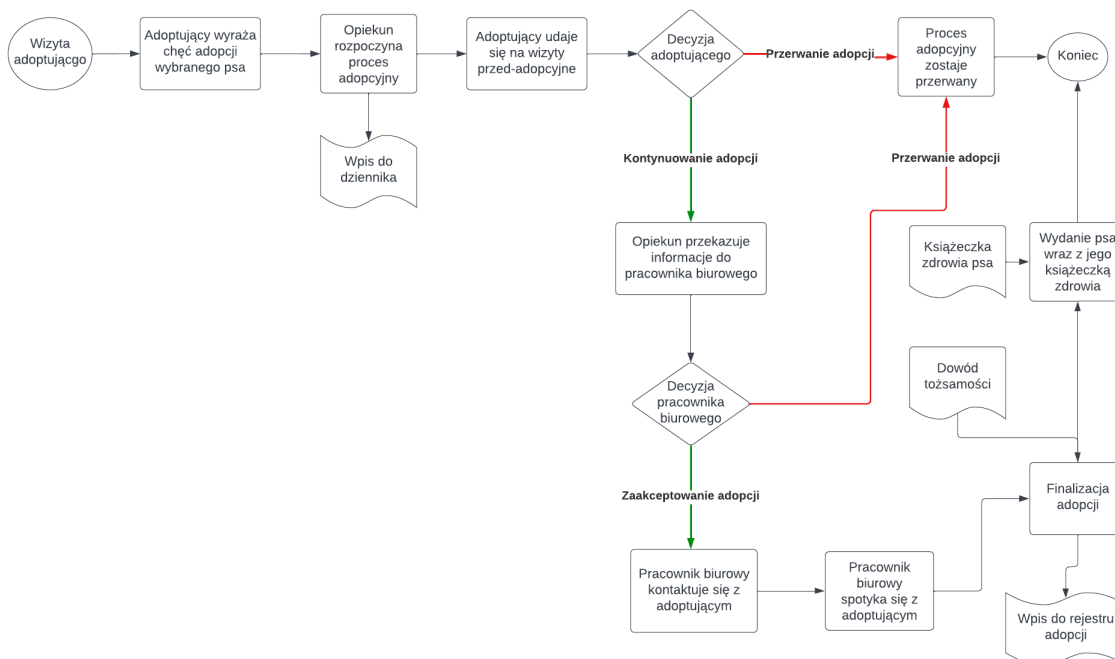 Wizyta
adoptującgo
Adoptujący wyraża
chęć adopcji
wybranego psa
Opiekun
rozpoczyna
proces
adopcyjny
Wpis do
dziennika
Adoptujący udaje
się na wizyty
przed-adopcyjne
Decyzja
adoptującego
Przerwanie adopcji
Proces
adopcyjny
zostaje
przerwany
Koniec
Kontynuowanie adopcji
Przerwanie adopcji
Opiekun przekazuje
informacje do
pracownika biurowego
Książeczka
zdrowia psa
Wydanie psa
wraz z jego
książeczką
zdrowia
Decyzja
pracownika
biurowego
Dowód
tożsamości
Zaakceptowanie adopcji
Finalizacja
adopcji
Pracownik biurowy
kontaktuje się z
adoptującym
Pracownik
biurowy
spotyka się z
adoptującym
Wpis do rejestru
adopcji